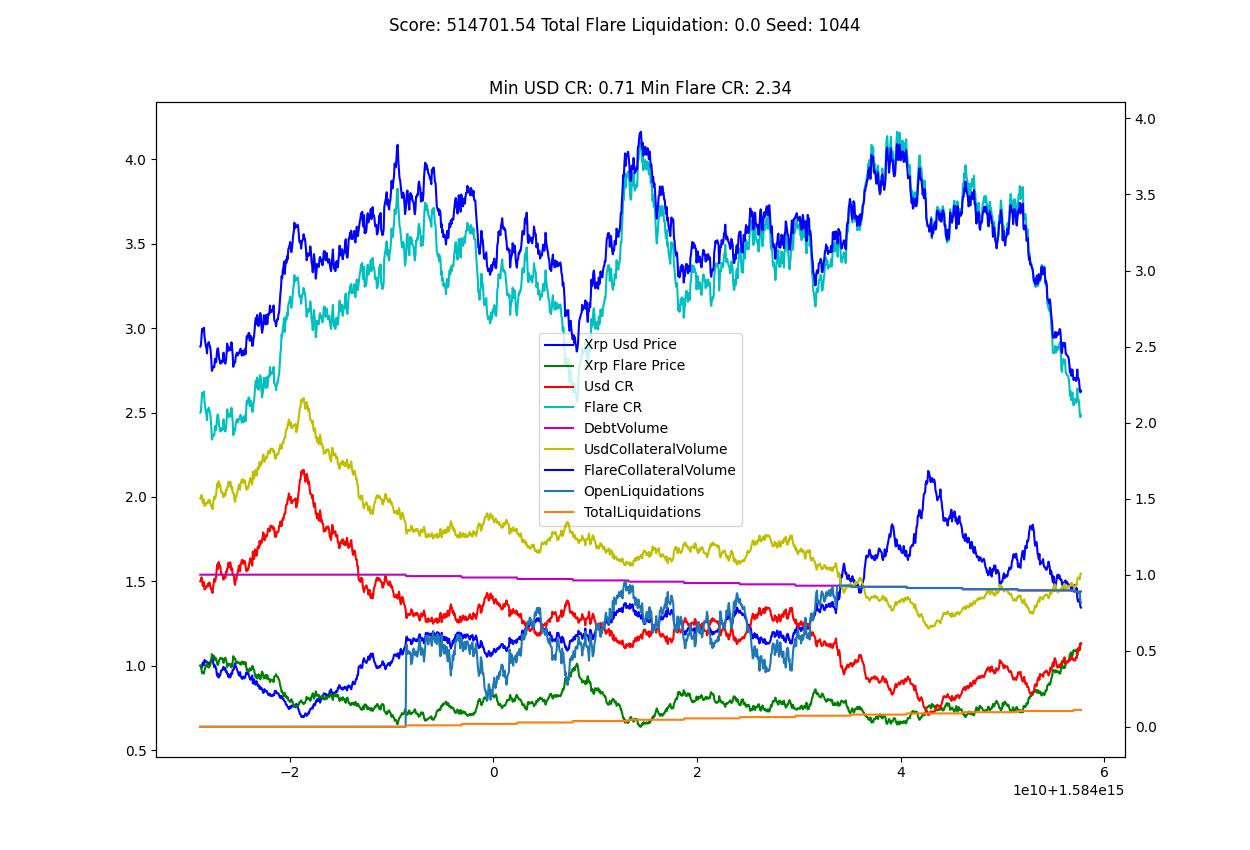 Score: 514701.54 Total Flare Liquidation: 0.0 Seed: 1044
Min USD CR: 0.71 Min Flare CR: 2.34
4.0
3.5
3.0
2.5
2.0
1.5
1.0
0.5
4.0
3.5
3.0
2.5
2.0
1.5
1.0
0.5
0.0
Xrp Usd Price
Xrp Flare Price
Usd CR
Flare CR
DebtVolume
UsdCollateralVolume
FlareCollateralVolume
OpenLiquidations
TotalLiquidations
−2 0 2 4 6
1e10+1.584e15